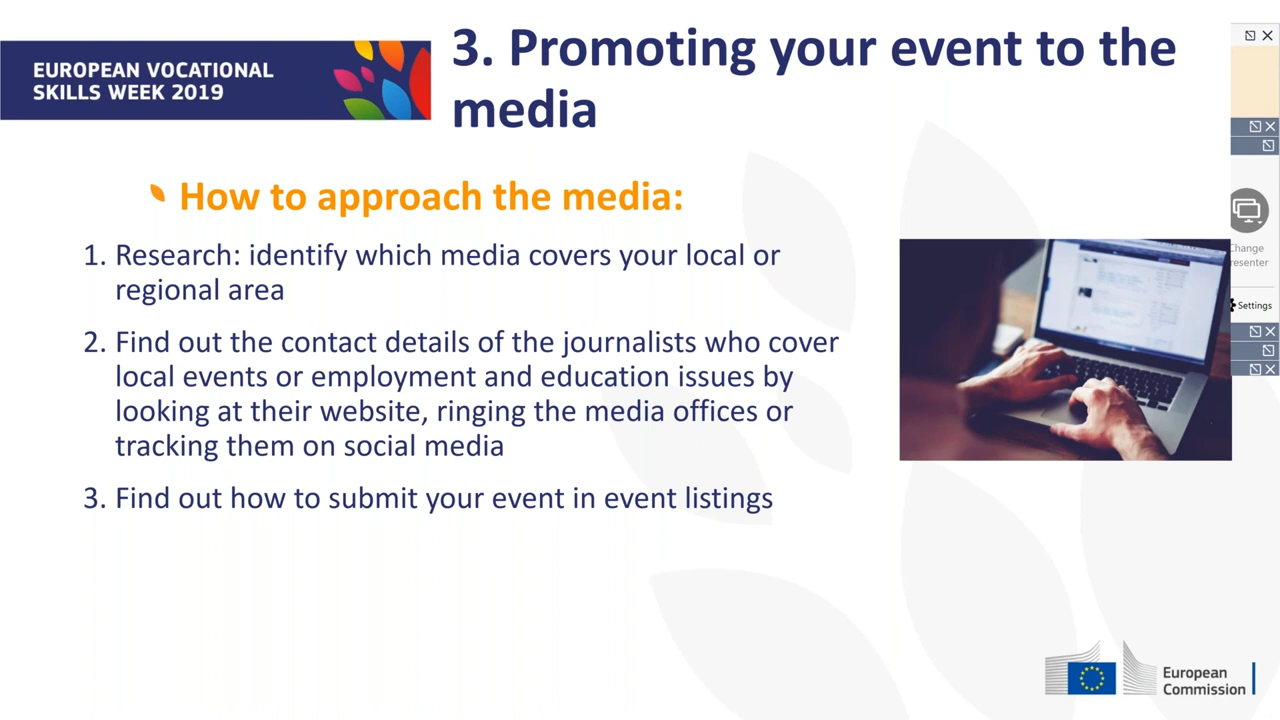 3. Promoting your event to the
media
EUROPEAN VOCATIONAL
SKILLS WEEK 2019
How to approach the media:
1. Research: identify which media covers your local or
regional area
2. Find out the contact details of the journalists who cover
local events or employment and education issues by
looking at their website, ringing the media offices or
tracking them on social media
3. Find out how to submit your event in event listings
Change
resenter
Settings
European
Commission